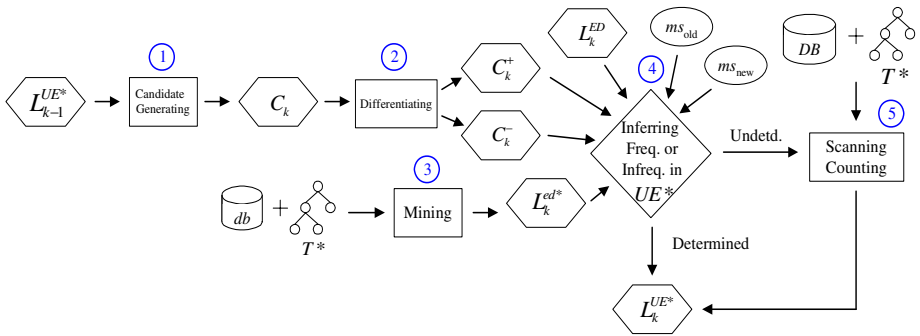 1
L_{k-1}^{UE*}
Candidate
Generating
C_k
2
Differentiating
C_k^+
C_k^-
3
db
+
T*
Mining
L_k^{ed*}
L_k^{ED}
ms_old
ms_new
4
Inferring
Freq. or
Infreq. in
UE*
Undetd.
Determined
DB
+
T*
5
Scanning
Counting
L_k^{UE*}